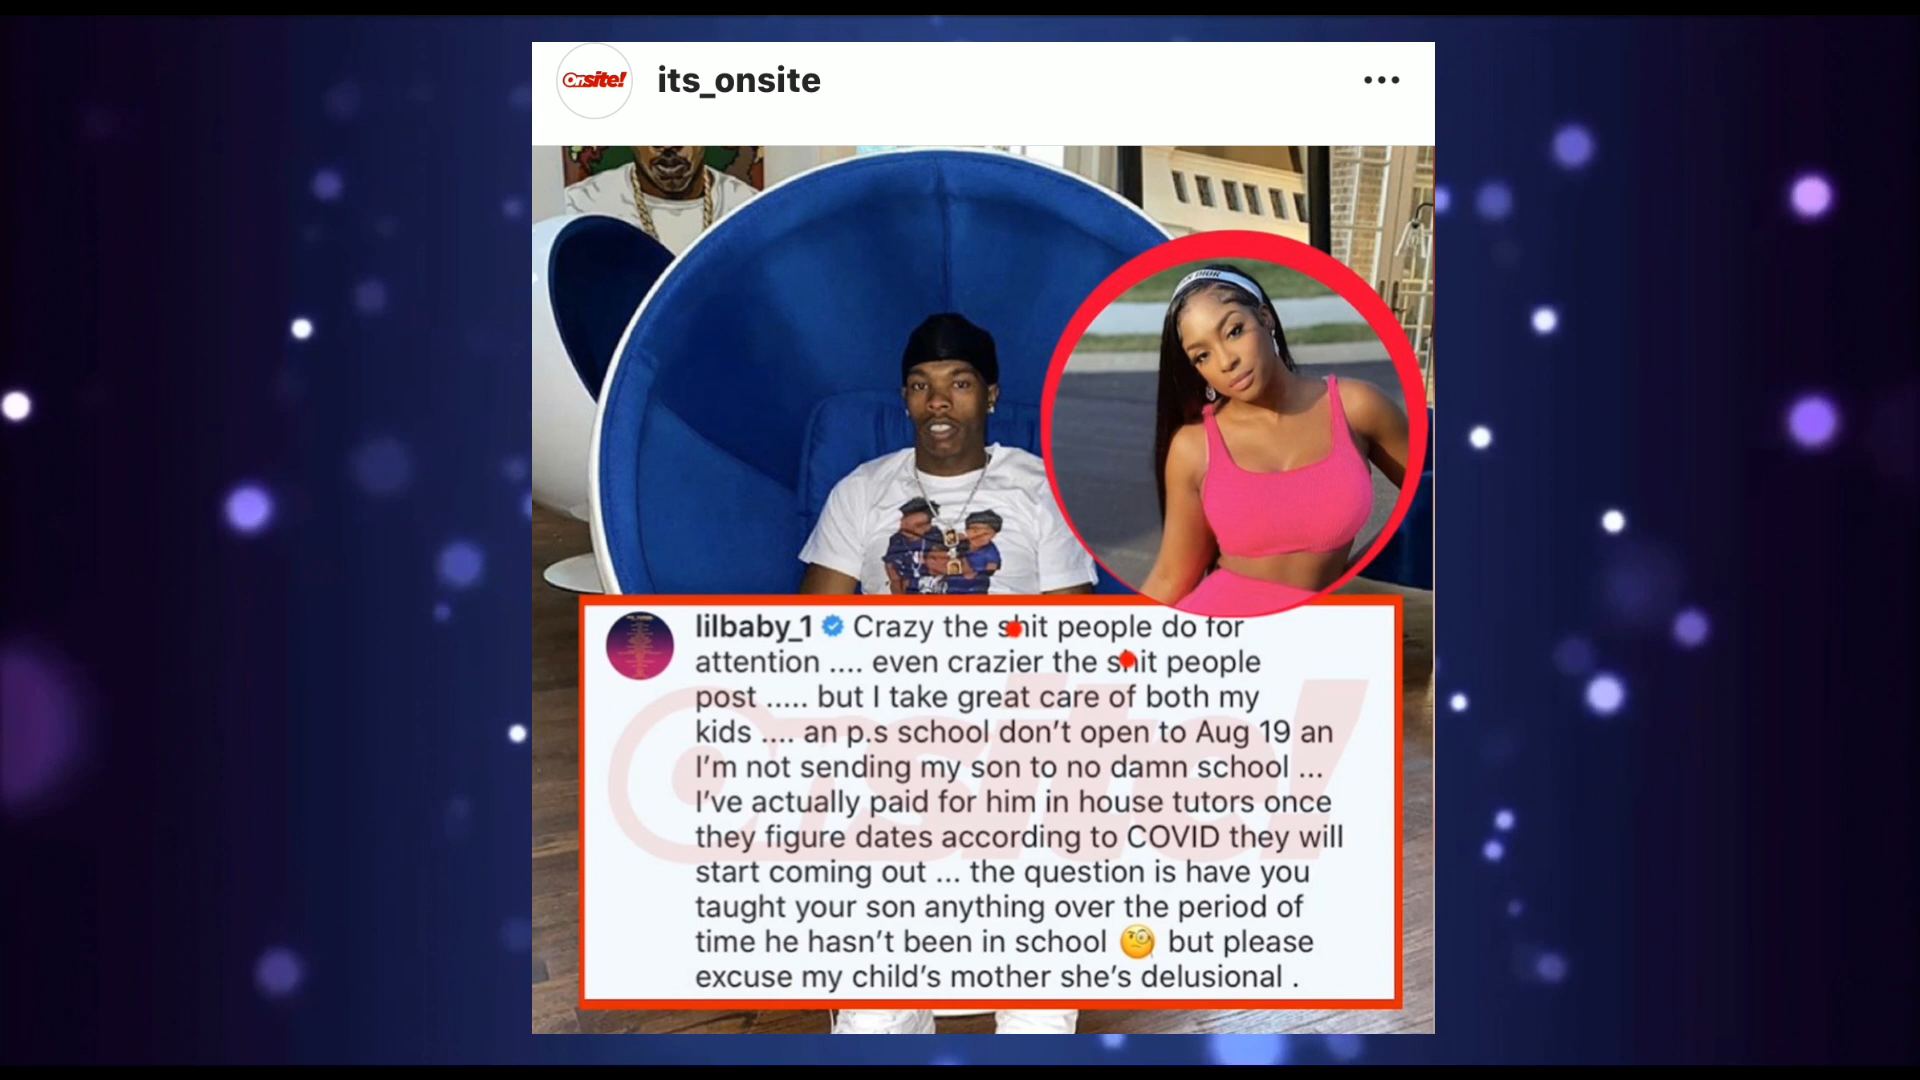 Onsite!
its_onsite
DIOR
lilbaby_1 Crazy the shit people do for
attention .... even crazier the shit people
post ..... but I take great care of both my
kids .... an p.s school don’t open to Aug 19 an
I’m not sending my son to no damn school ...
I’ve actually paid for him in house tutors once
they figure dates according to COVID they will
start coming out ... the question is have you
taught your son anything over the period of
time he hasn’t been in school 🧐 but please
excuse my child’s mother she’s delusional .
Onsite!